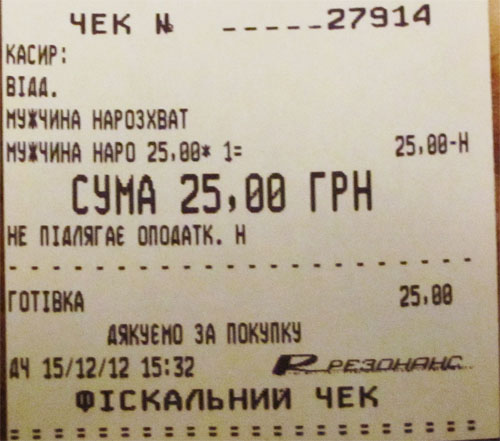 ЧЕК № _____27914
КАСИР:
ВІДД.
МУЖЧИНА НАРОЗХВАТ
МУЖЧИНА НАРО 25,00* 1= 25,00-Н
СУМА 25,00 ГРН
НЕ ПІДЛЯГАЄ ОПОДАТК. Н
ГОТІВКА 25,00
ДЯКУЄМО ЗА ПОКУПКУ
ДЧ 15/12/12 15:32 РЕЗОНАНС
ФІСКАЛЬНИЙ ЧЕК